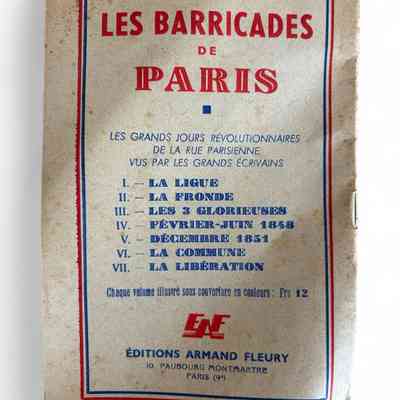 LES BARRICADES
DE
PARIS
LES GRANDS JOURS RÉVOLUTIONNAIRES
DE LA RUE PARISIENNE
VUS PAR LES GRANDS ÉCRIVAINS
I. — LA LIGUE
II. — LA FRONDE
III. — LES 3 GLORIEUSES
IV. FÉVRIER-JUIN 1848
V. — DÉCEMBRE 1851
VI. — LA COMMUNE
VII. — LA LIBÉRATION
Chaque volume illustré sous couverture en couleurs : Frs 12
EAF
ÉDITIONS ARMAND FLEURY
10, FAUBOURG MONTMARTRE
PARIS (9e)